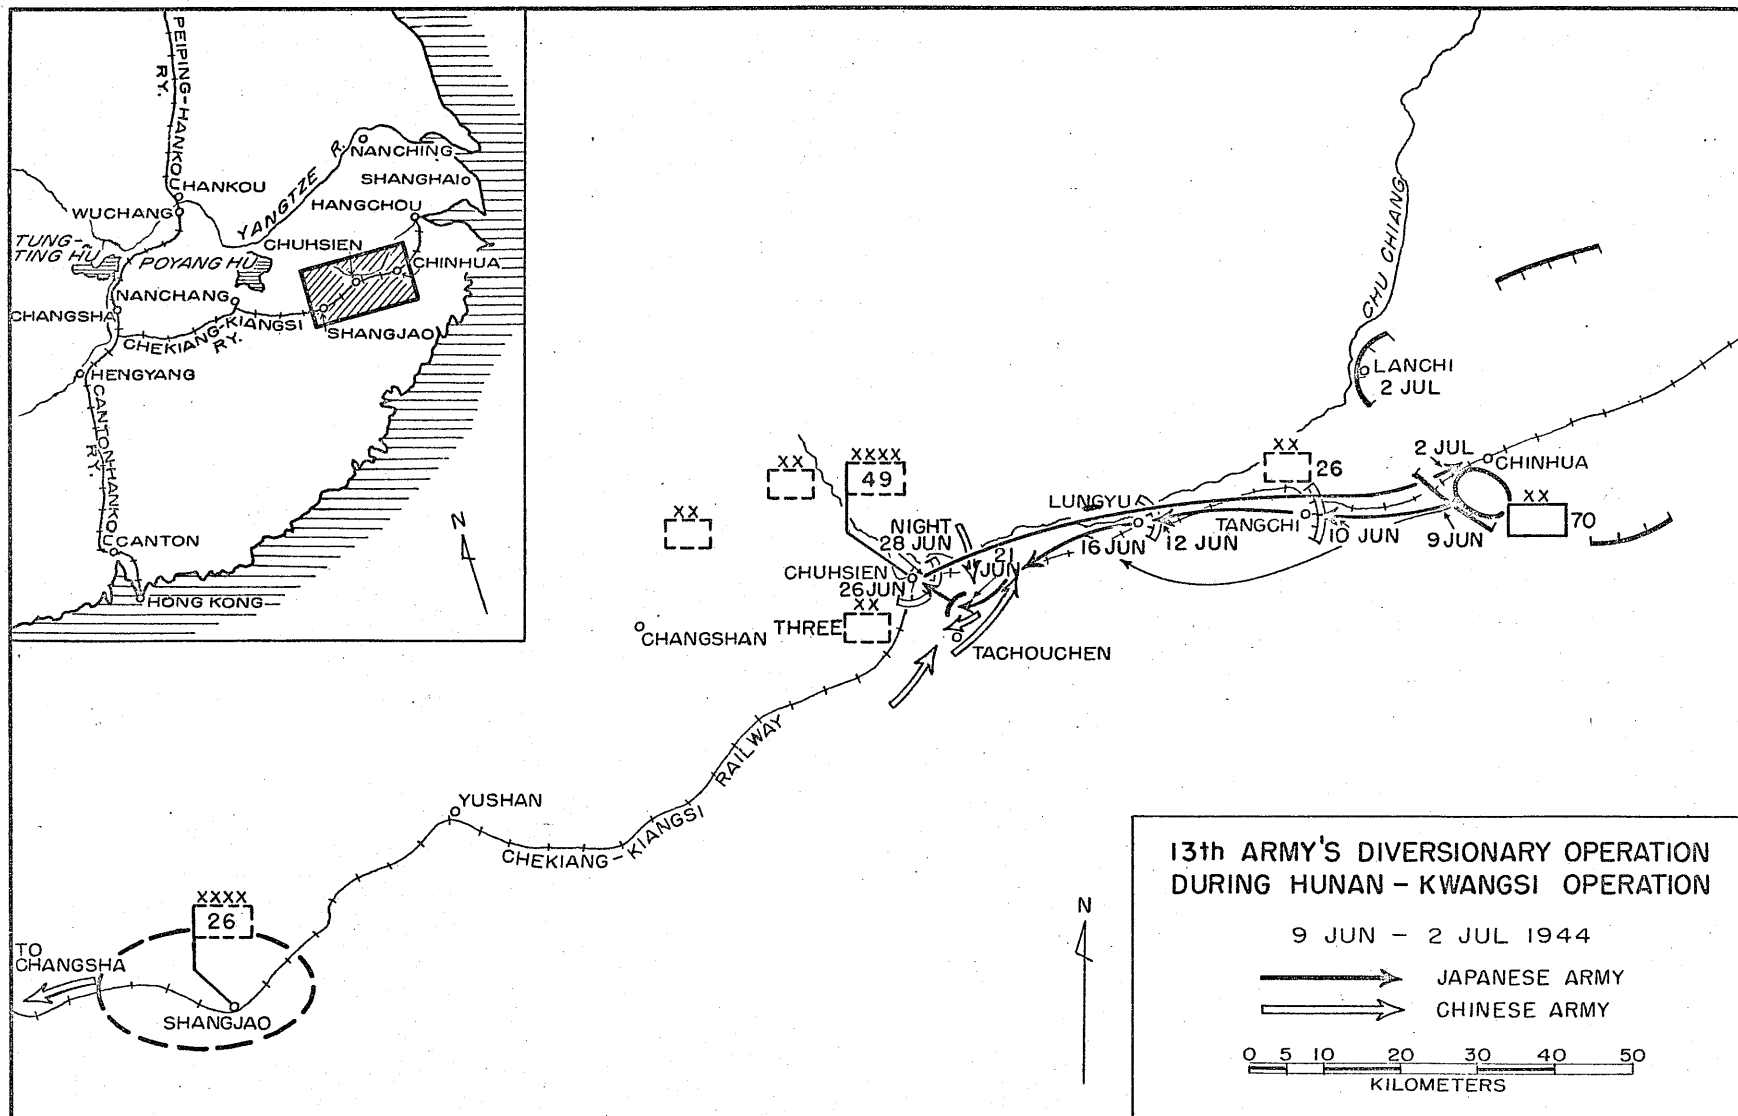 PEIPING-HANKOU
RY.
NANCHING
YANGTZE R.
SHANGHAI
HANKOU
HANGCHOU
WUCHANG
CHUHSIEN
TUNG-
TING HŪ
POYANG HŪ
CHINHUA
NANCHANG
CHANGSHA
CHEKIANG-KIANGSI
RY.
SHANGJAO
HENGYANG
CANTONHANKOU
RY.
CANTON
HONG KONG
N
CHU CHIANG
LANCHI
2 JUL
XX
XXXX
49
XX
XX
26
2 JUL
CHINHUA
LUNGYU
NIGHT
28 JUN
TANGCHI
XX
70
16 JUN
12 JUN
10 JUN
9 JUN
21
JUN
CHUHSIEN
26 JUN
XX
THREE
CHANGSHAN
TACHOUCHEN
YUSHAN
CHEKIANG-KIANGSI RAILWAY
XXXX
26
TO
CHANGSHA
SHANGJAO
N
13th ARMY'S DIVERSIONARY OPERATION
DURING HUNAN - KWANGSI OPERATION
9 JUN - 2 JUL 1944
JAPANESE ARMY
CHINESE ARMY
0 5 10 20 30 40 50
KILOMETERS